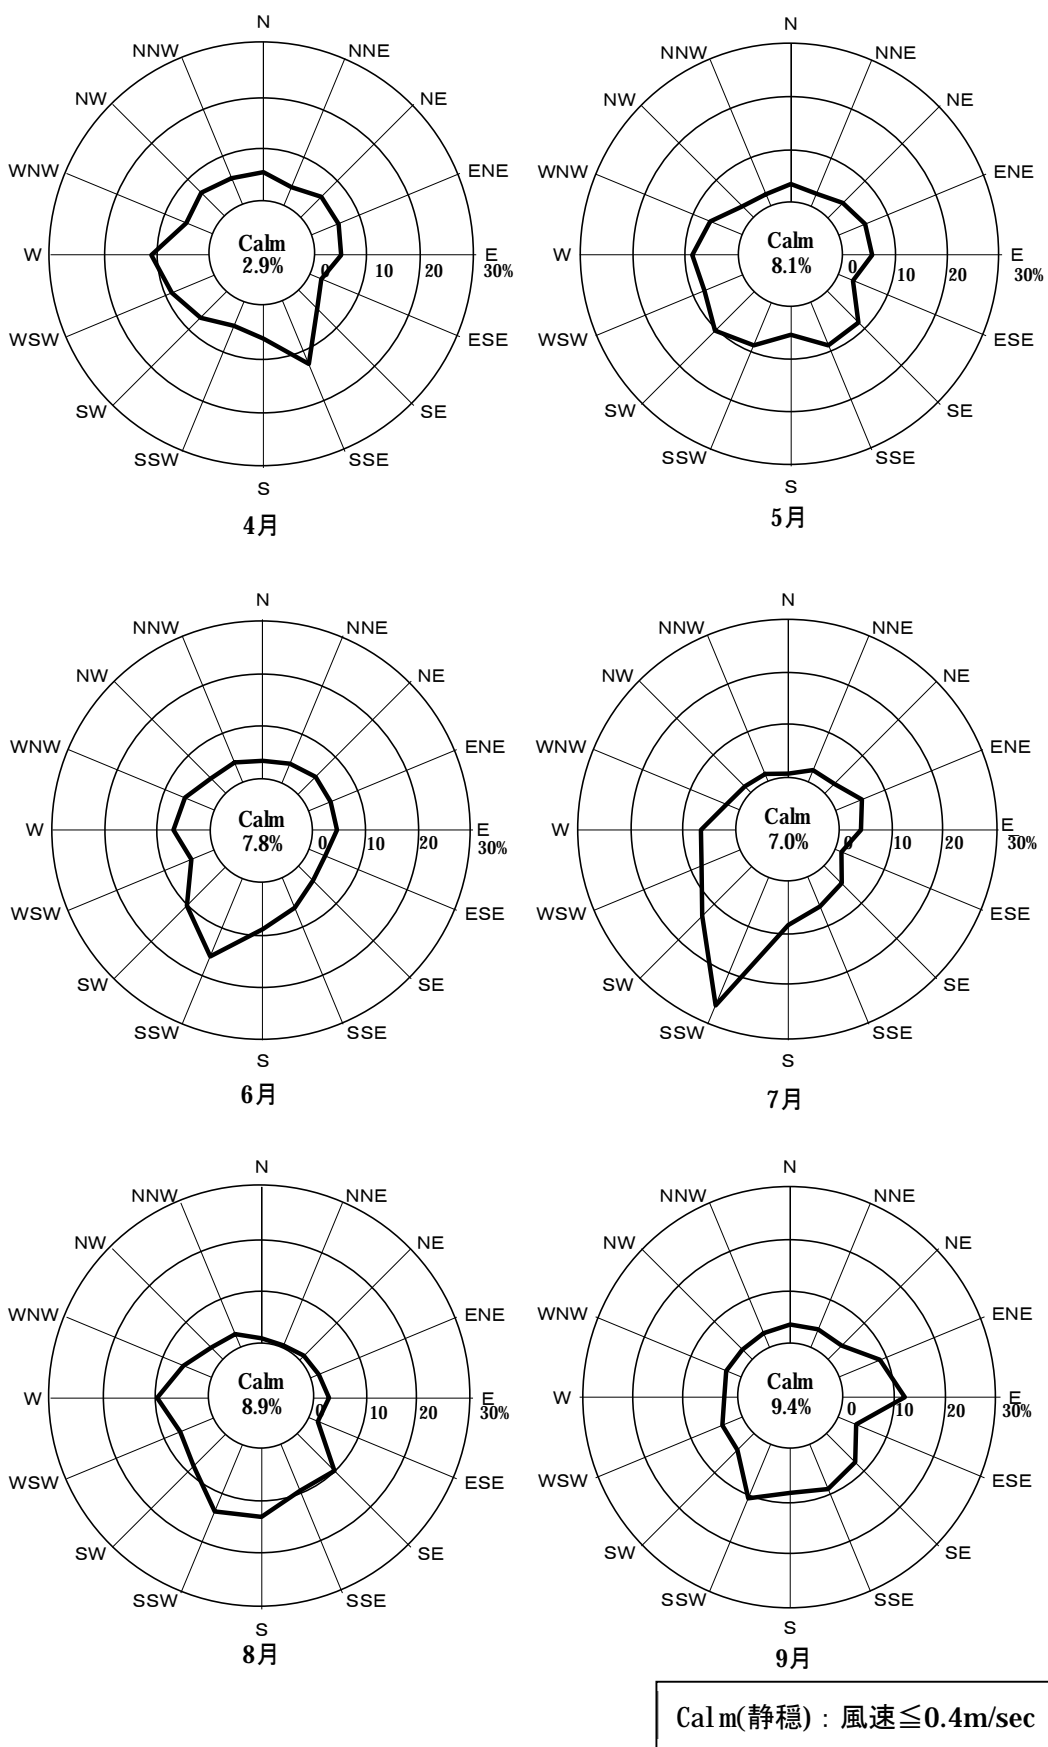 N
NNW
NNE
NW
NE
WNW
ENE
Calm
2.9%
W
E
0
10
20
30%
WSW
ESE
SW
SE
SSW
SSE
S
4月
N
NNW
NNE
NW
NE
WNW
ENE
Calm
8.1%
W
E
0
10
20
30%
WSW
ESE
SW
SE
SSW
SSE
S
5月
N
NNW
NNE
NW
NE
WNW
ENE
Calm
7.8%
W
E
0
10
20
30%
WSW
ESE
SW
SE
SSW
SSE
S
6月
N
NNW
NNE
NW
NE
WNW
ENE
Calm
7.0%
W
E
0
10
20
30%
WSW
ESE
SW
SE
SSW
SSE
S
7月
N
NNW
NNE
NW
NE
WNW
ENE
Calm
8.9%
W
E
0
10
20
30%
WSW
ESE
SW
SE
SSW
SSE
S
8月
N
NNW
NNE
NW
NE
WNW
ENE
Calm
9.4%
W
E
0
10
20
30%
WSW
ESE
SW
SE
SSW
SSE
S
9月
Calm(静穏)：風速≦0.4m/sec